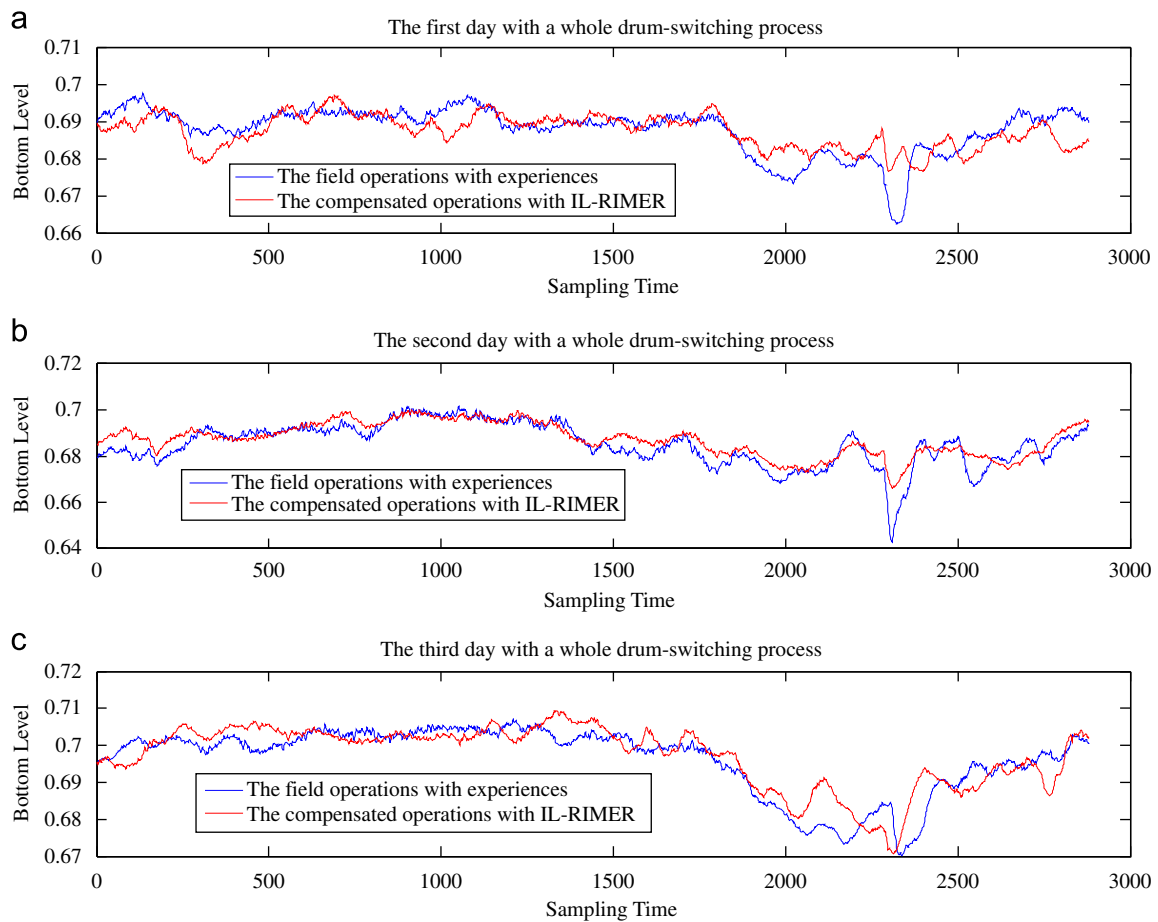 a
The first day with a whole drum-switching process
0.71
0.7
0.69
0.68
0.67
0.66
Bottom Level
The field operations with experiences
The compensated operations with IL-RIMER
0 500 1000 1500 2000 2500 3000
Sampling Time
b
The second day with a whole drum-switching process
0.72
0.7
0.68
0.66
0.64
Bottom Level
The field operations with experiences
The compensated operations with IL-RIMER
0 500 1000 1500 2000 2500 3000
Sampling Time
c
The third day with a whole drum-switching process
0.72
0.71
0.7
0.69
0.68
0.67
Bottom Level
The field operations with experiences
The compensated operations with IL-RIMER
0 500 1000 1500 2000 2500 3000
Sampling Time